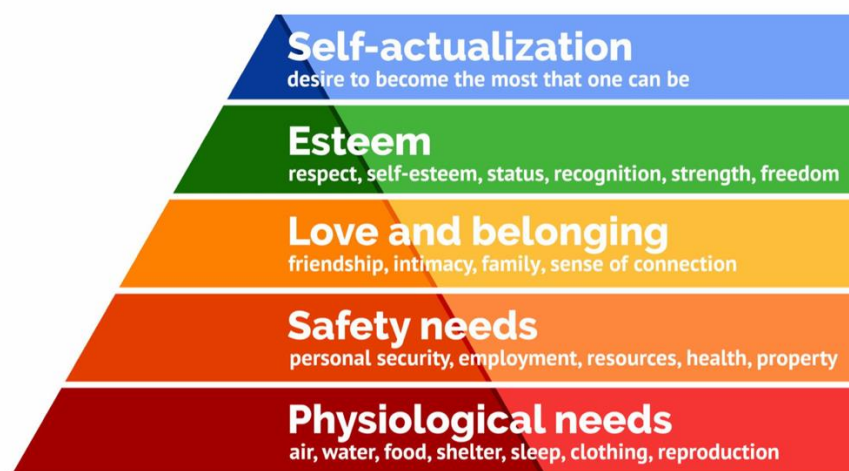 Self-actualization
desire to become the most that one can be
Esteem
respect, self-esteem, status, recognition, strength, freedom
Love and belonging
friendship, intimacy, family, sense of connection
Safety needs
personal security, employment, resources, health, property
Physiological needs
air, water, food, shelter, sleep, clothing, reproduction